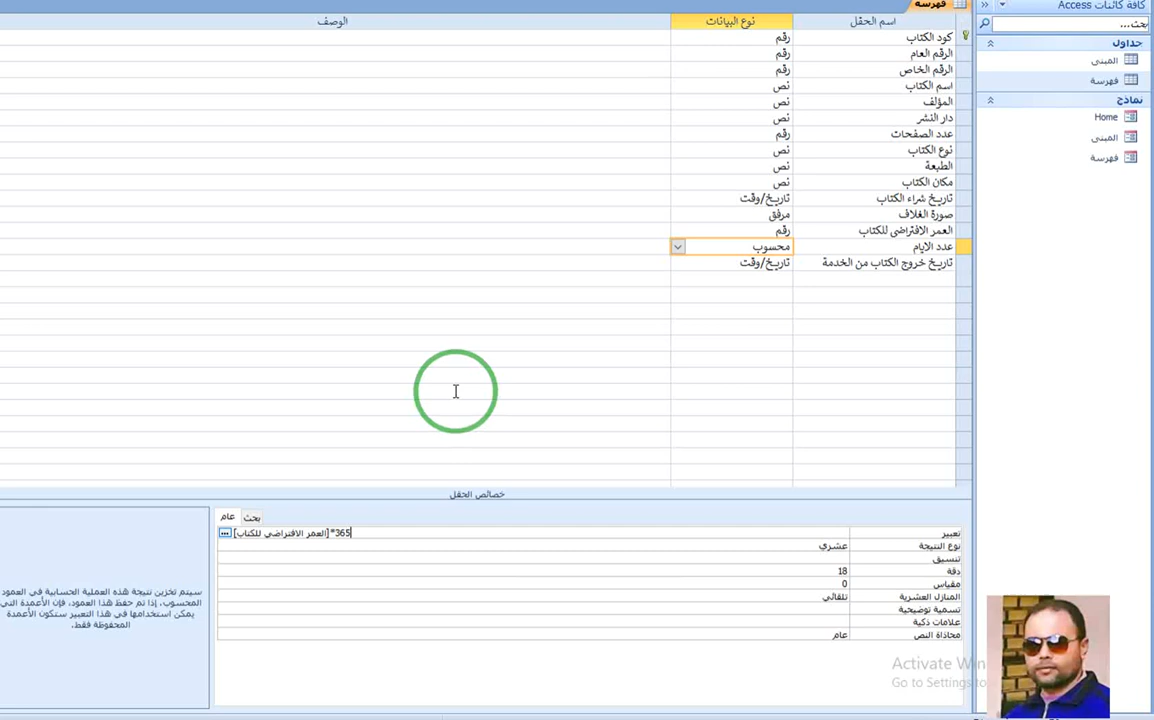 فهرسة
كافة كائنات Access
بحث...
جداول
المبنى
فهرسة
نماذج
Home
المبنى
فهرسة
اسم الحقل	نوع البيانات	الوصف
كود الكتاب	رقم
الرقم العام	رقم
الرقم الخاص	رقم
اسم الكتاب	نص
المؤلف	نص
دار النشر	نص
عدد الصفحات	رقم
نوع الكتاب	نص
الطبعة	نص
مكان الكتاب	نص
تاريخ شراء الكتاب	تاريخ/وقت
صورة الغلاف	مرفق
العمر الافتراضى للكتاب	رقم
عدد الايام	محسوب
تاريخ خروج الكتاب من الخدمة	تاريخ/وقت
خصائص الحقل
عام	بحث
تعبير	[العمر الافتراضي للكتاب]*365
نوع النتيجة	عشري
تنسيق
دقة	18
مقياس	0
المنازل العشرية	تلقائي
تسمية توضيحية
علامات ذكية
محاذاة النص	عام
سيتم تخزين نتيجة هذه العملية الحسابية في العمود
المحسوب. إذا تم حفظ هذا العمود، فإن الأعمدة التي
يمكن استخدامها في هذا التعبير ستكون الأعمدة
المحفوظة فقط.
Activate Win
Go to Settings to